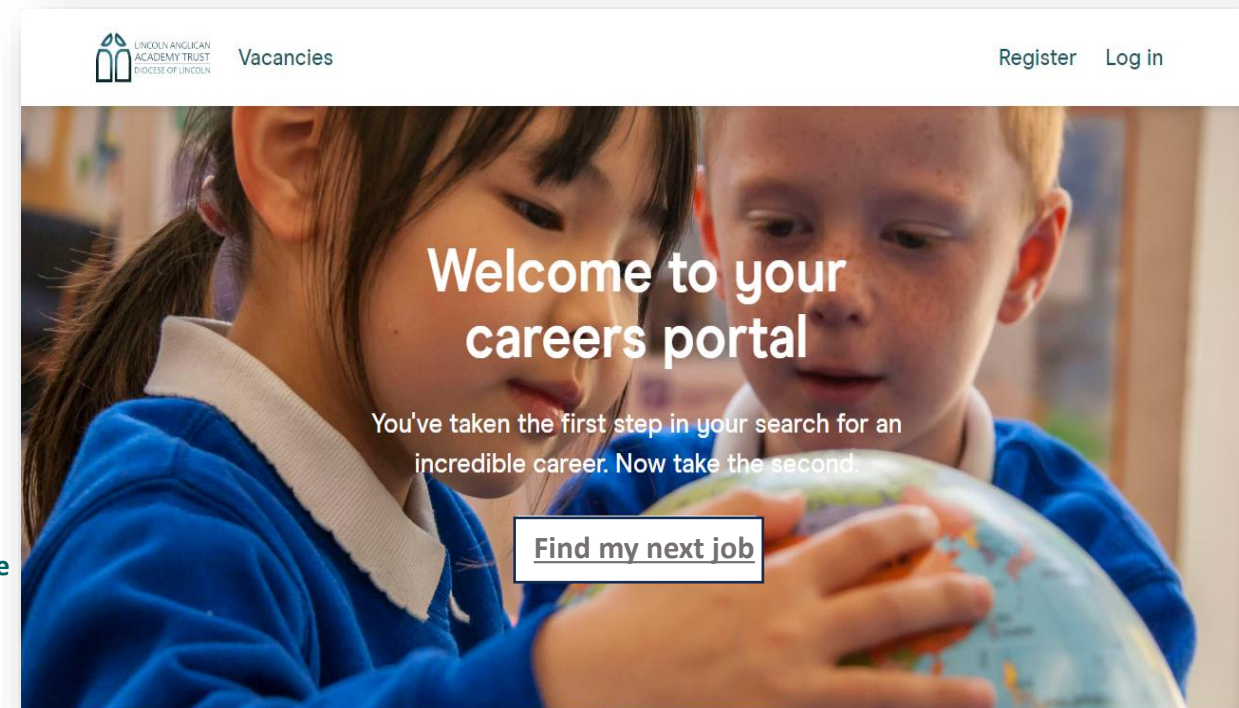 LINCOLN ANGLICAN
ACADEMY TRUST
DIOCESE OF LINCOLN
Vacancies
Register
Log in
Welcome to your
careers portal
You've taken the first step in your search for an
incredible career. Now take the second.
Find my next job
e